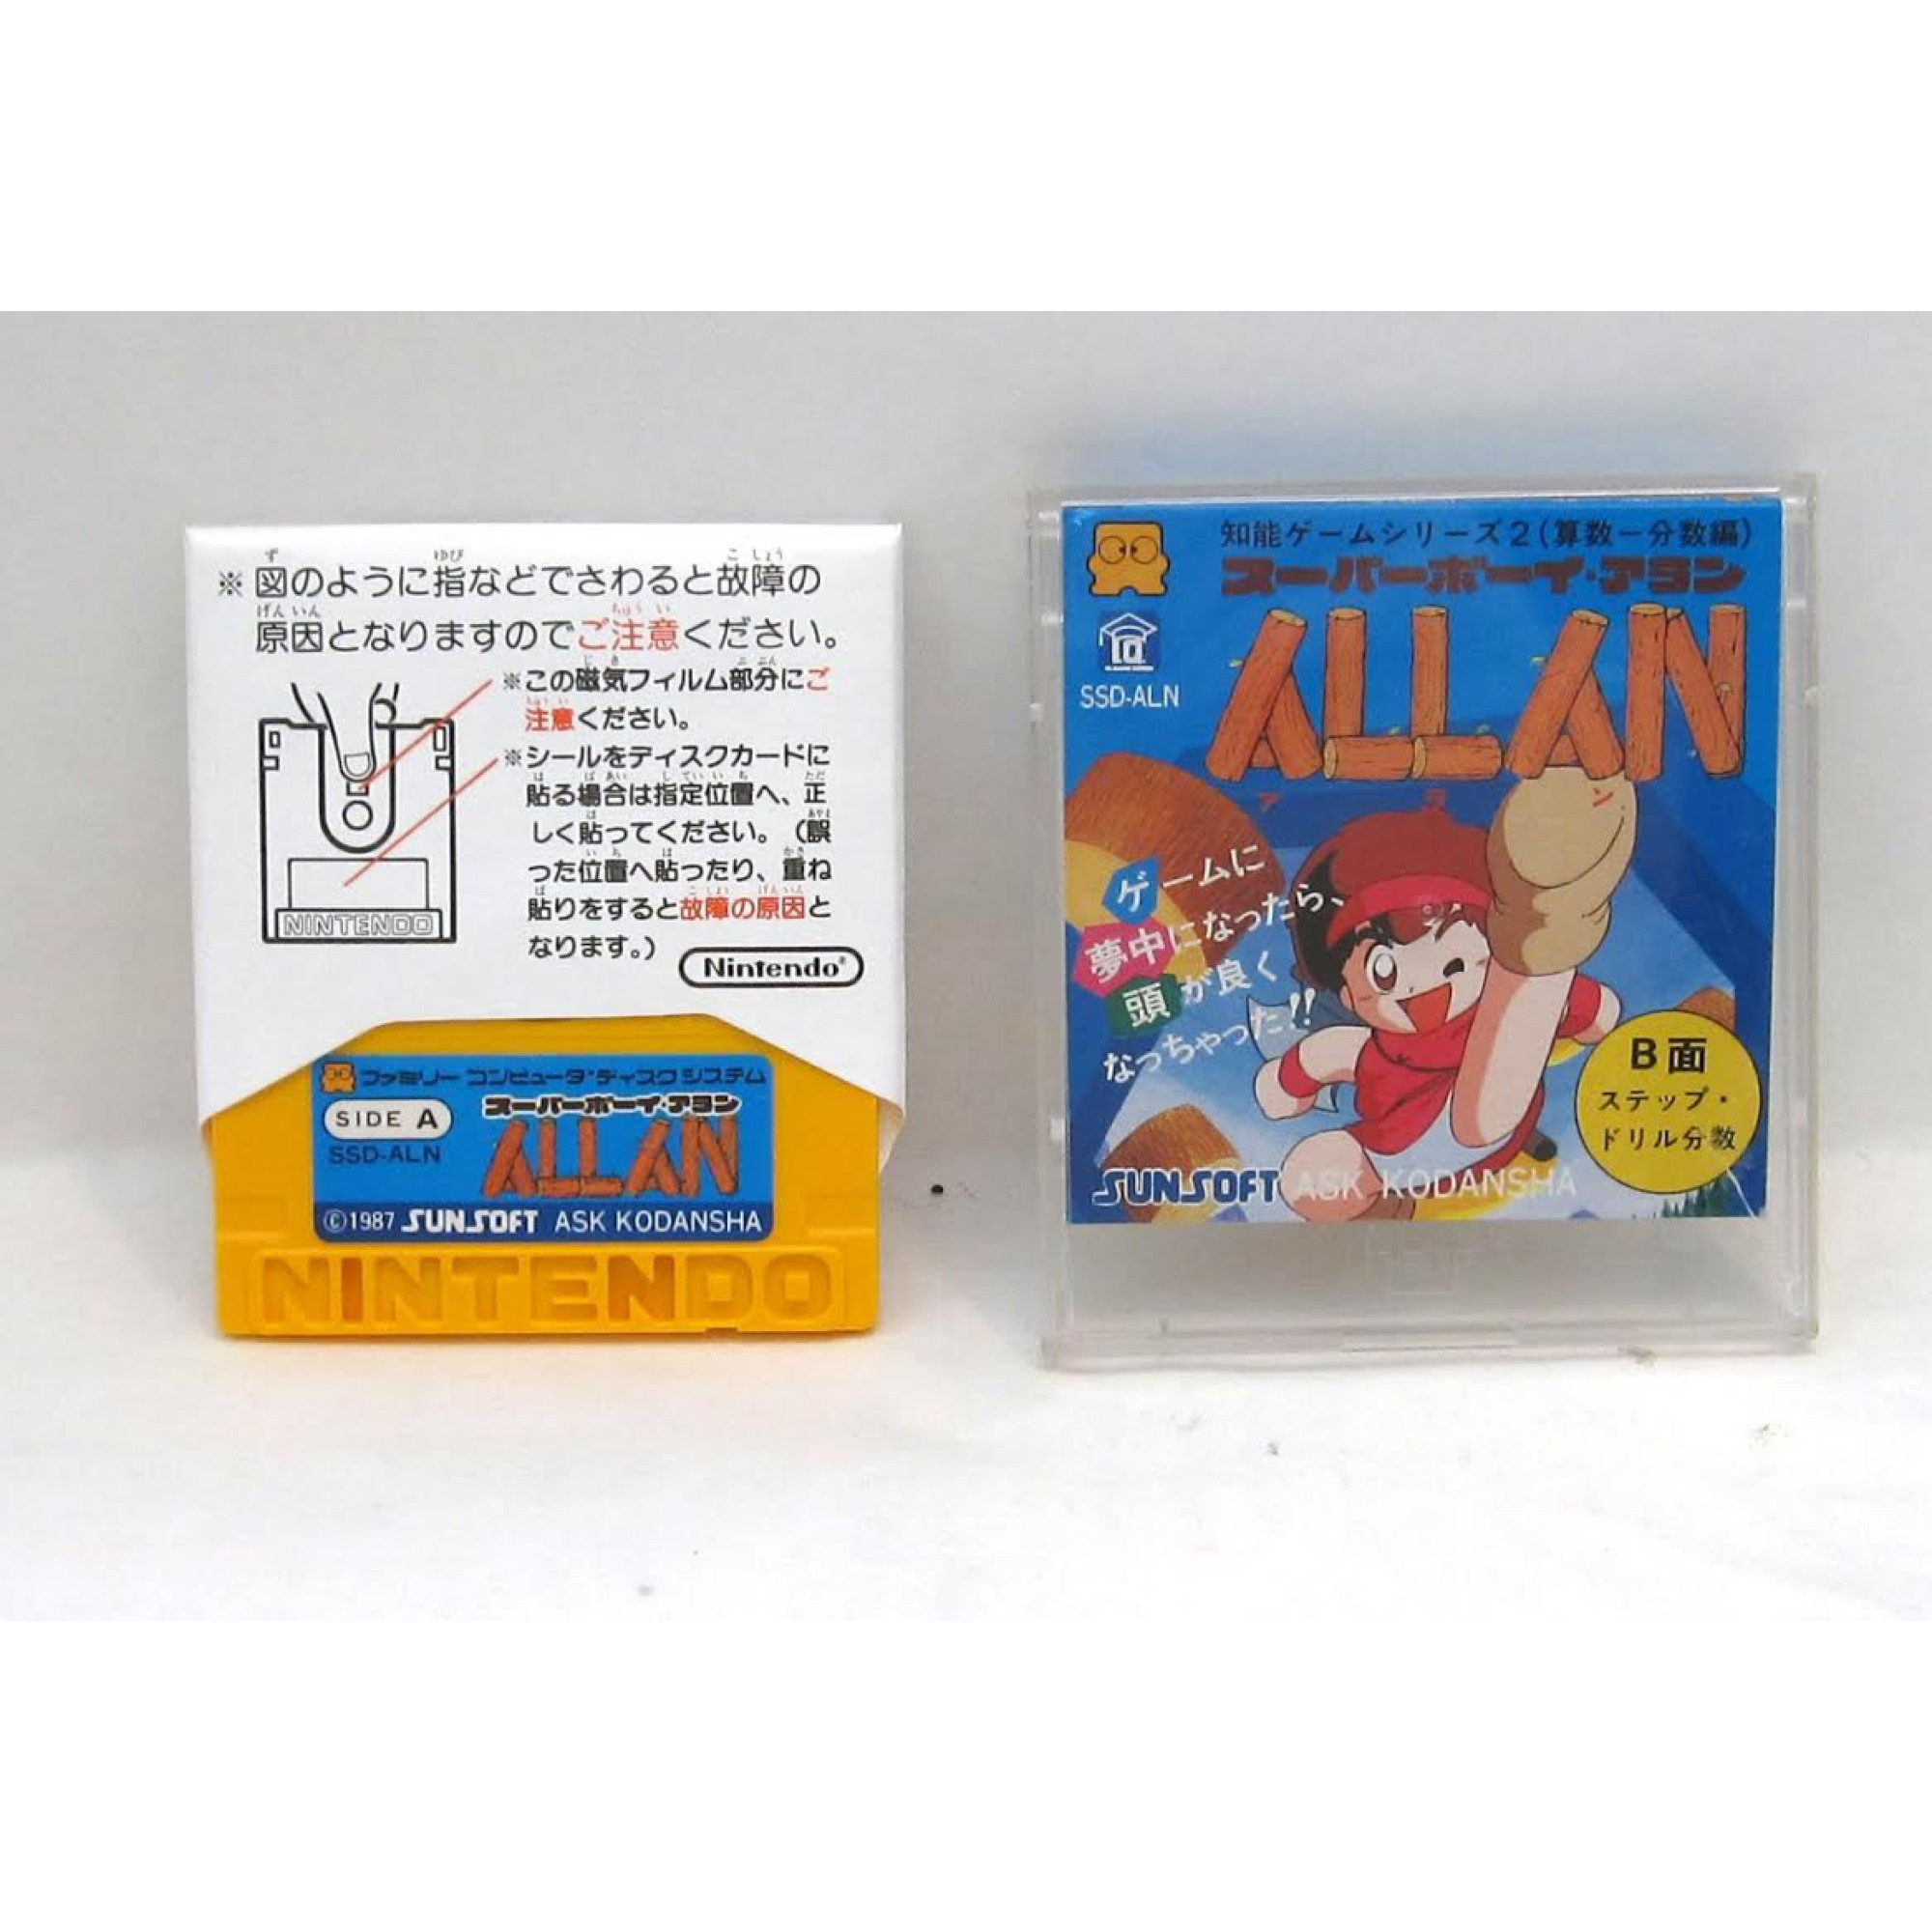 ※図のように指などでさわると故障の
原因となりますのでご注意ください。
※この磁気フィルム部分にご
注意ください。
※シールをディスクカードに
貼る場合は指定位置へ、正
しく貼ってください。(誤
った位置へ貼ったり、重ね
貼りをすると故障の原因と
なります。)
NINTENDO
Nintendo®
ファミリー コンピュータ・ディスクシステム
SIDE A
スーパーボーイ・アラン
SSD-ALN
ALLAN
©1987 SUNSOFT ASK KODANSHA
NINTENDO
知能ゲームシリーズ2(算数ー分数編)
スーパーボーイ・アラン
ALLAN
SSD-ALN
アラン
ゲームに
夢中になったら、
頭が良く
なっちゃった!!
B面
ステップ・
ドリル分数
SUNSOFT ASK KODANSHA